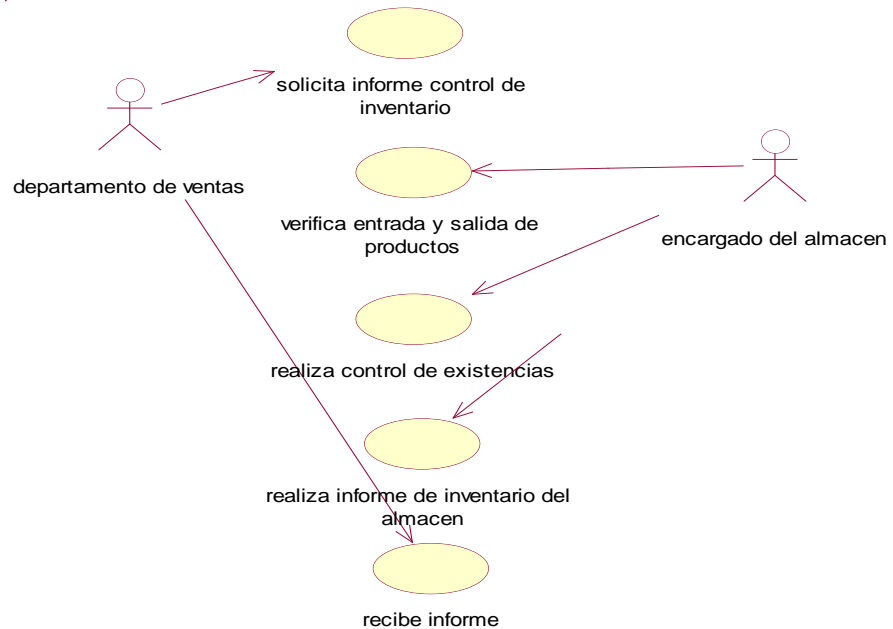 solicita informe control de
inventario
departamento de ventas
verifica entrada y salida de
productos
encargado del almacen
realiza control de existencias
realiza informe de inventario del
almacen
recibe informe